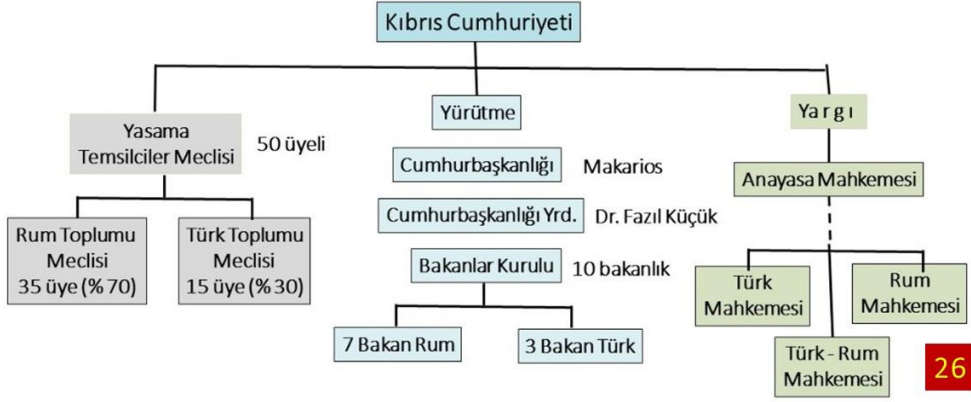 Kıbrıs Cumhuriyeti
Yasama
Temsilciler Meclisi
50 üyeli
Rum Toplumu
Meclisi
35 üye (% 70)
Türk Toplumu
Meclisi
15 üye (% 30)
Yürütme
Cumhurbaşkanlığı
Makarios
Cumhurbaşkanlığı Yrd.
Dr. Fazıl Küçük
Bakanlar Kurulu
10 bakanlık
7 Bakan Rum
3 Bakan Türk
Yargı
Anayasa Mahkemesi
Türk
Mahkemesi
Rum
Mahkemesi
Türk - Rum
Mahkemesi
26